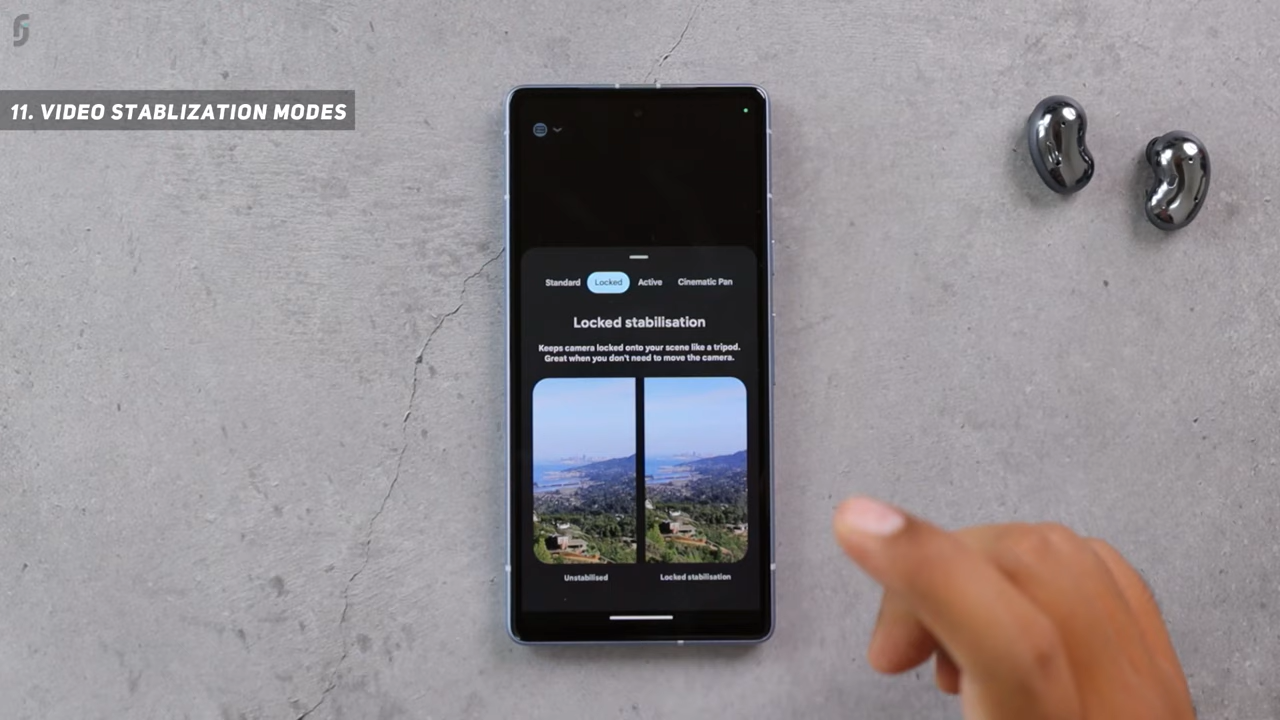 11. VIDEO STABLIZATION MODES
Standard Locked Active Cinematic Pan
Locked stabilisation
Keeps camera locked onto your scene like a tripod.
Great when you don't need to move the camera.
Unstabilised Locked stabilisation